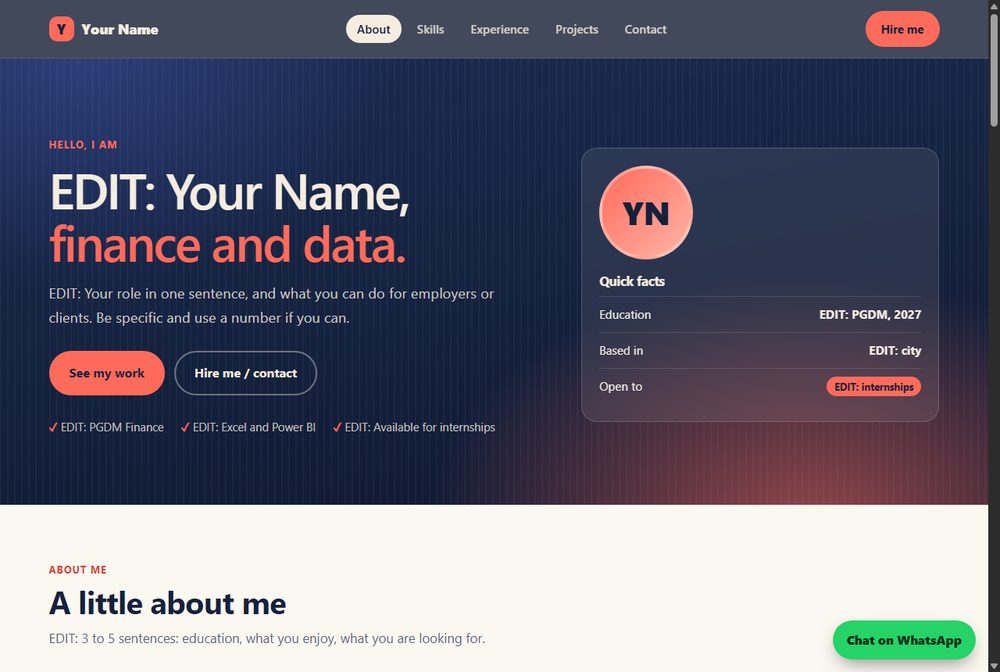 Y Your Name
About Skills Experience Projects Contact
Hire me
HELLO, I AM
EDIT: Your Name,
finance and data.
EDIT: Your role in one sentence, and what you can do for employers or
clients. Be specific and use a number if you can.
See my work
Hire me / contact
✓ EDIT: PGDM Finance ✓ EDIT: Excel and Power BI ✓ EDIT: Available for internships
YN
Quick facts
Education EDIT: PGDM, 2027
Based in EDIT: city
Open to EDIT: internships
ABOUT ME
A little about me
EDIT: 3 to 5 sentences: education, what you enjoy, what you are looking for.
Chat on WhatsApp